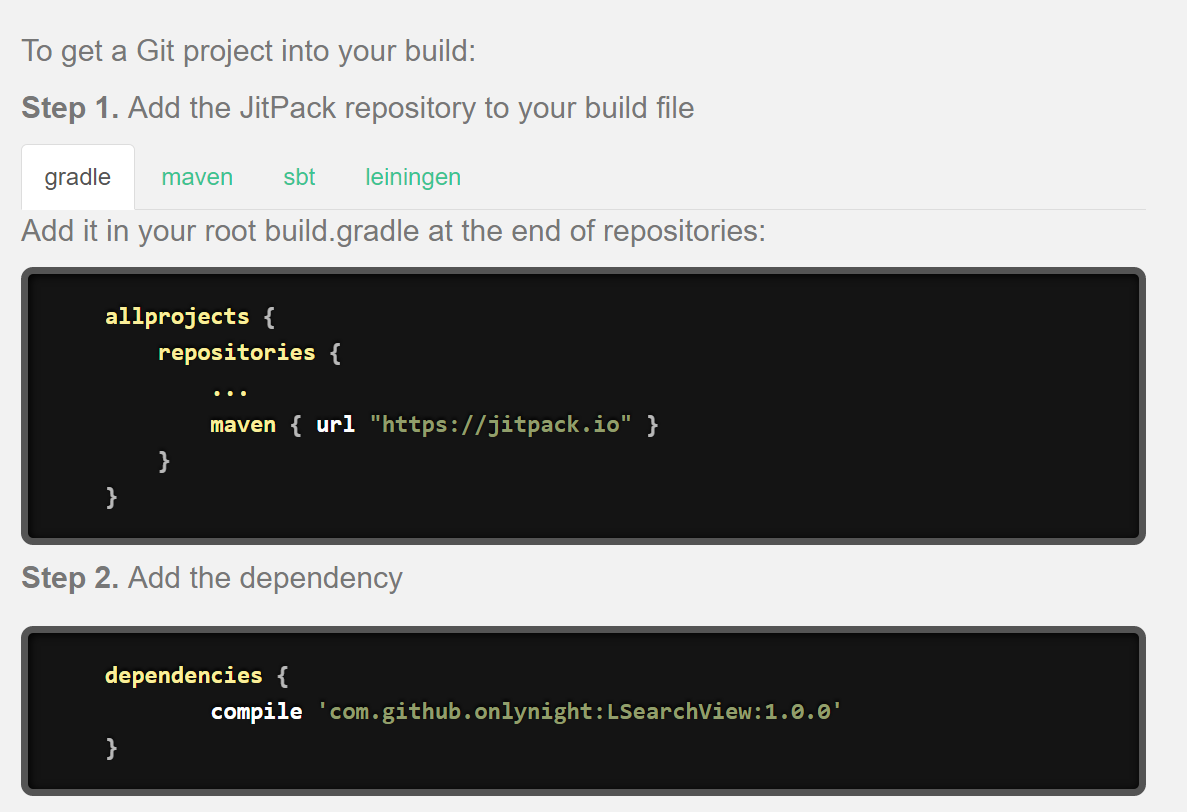 To get a Git project into your build:
Step 1. Add the JitPack repository to your build file
gradle maven sbt leiningen
Add it in your root build.gradle at the end of repositories:
allprojects {
repositories {
...
maven { url "https://jitpack.io" }
}
}
Step 2. Add the dependency
dependencies {
compile 'com.github.onlynight:LSearchView:1.0.0'
}